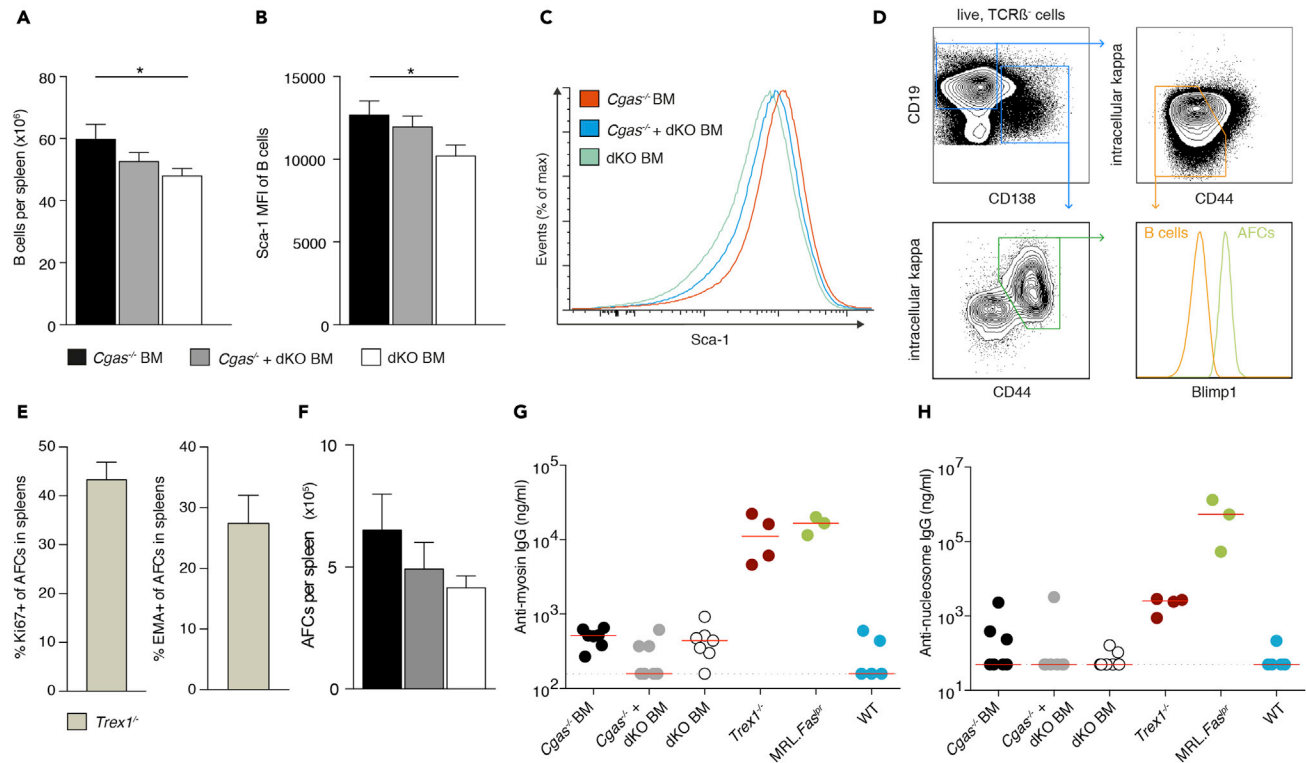 A
B cells per spleen (x10⁶)
80
60
40
20
0
*
B
Sca-1 MFI of B cells
15000
10000
5000
0
*
Cgas⁻/⁻ BM
Cgas⁻/⁻ + dKO BM
dKO BM
C
Events (% of max)
Cgas⁻/⁻ BM
Cgas⁻/⁻ + dKO BM
dKO BM
Sca-1
D
live, TCRß⁻ cells
CD19
CD138
intracellular kappa
CD44
intracellular kappa
CD44
B cells
AFCs
Blimp1
E
% Ki67+ of AFCs in spleens
50
40
30
20
10
0
% EMA+ of AFCs in spleens
40
30
20
10
0
Trex1⁻/⁻
F
AFCs per spleen (x10⁵)
10
5
0
G
Anti-myosin IgG (ng/ml)
10⁵
10⁴
10³
10²
Cgas⁻/⁻ BM
Cgas⁻/⁻ +
dKO BM
dKO BM
Trex1⁻/⁻
MRL.Faslpr
WT
H
Anti-nucleosome IgG (ng/ml)
10⁷
10⁵
10³
10¹
Cgas⁻/⁻ BM
Cgas⁻/⁻ +
dKO BM
dKO BM
Trex1⁻/⁻
MRL.Faslpr
WT